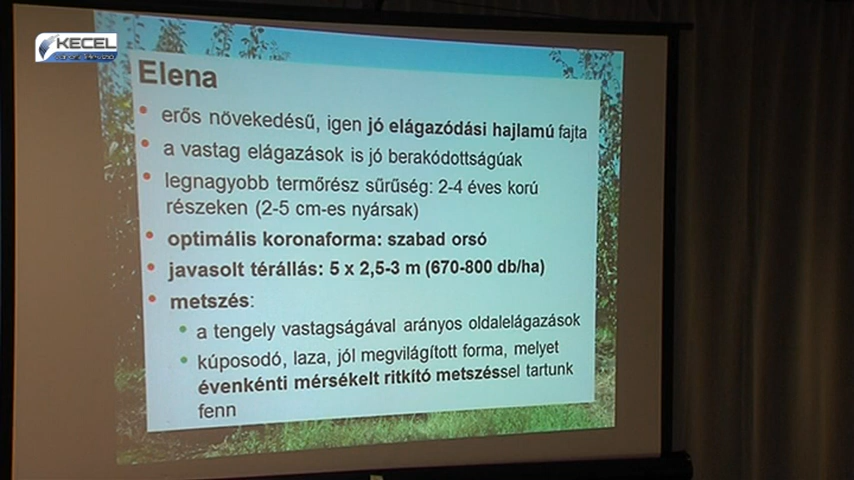 KECEL
Elena
• erős növekedésű, igen jó elágazódási hajlamú fajta
• a vastag elágazások is jó berakódottságúak
• legnagyobb termőrész sűrűség: 2-4 éves korú
részeken (2-5 cm-es nyársak)
• optimális koronaforma: szabad orsó
• javasolt térállás: 5 x 2,5-3 m (670-800 db/ha)
• metszés:
• a tengely vastagságával arányos oldalelágazások
• kúposodó, laza, jól megvilágított forma, melyet
évenkénti mérsékelt ritkító metszéssel tartunk
fenn